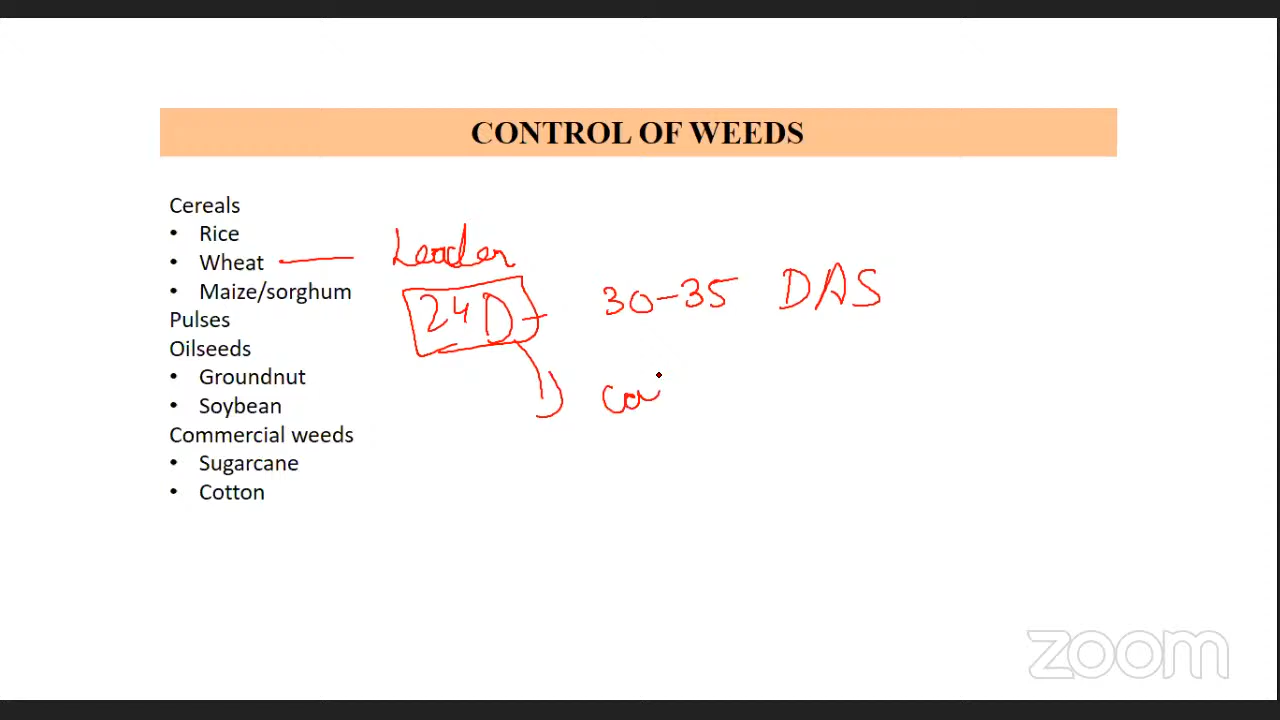 CONTROL OF WEEDS
Cereals
• Rice
• Wheat — Leader
• Maize/sorghum
24D 30-35 DAS
Pulses
Oilseeds
• Groundnut
• Soybean
Commercial weeds
• Sugarcane
• Cotton
zoom